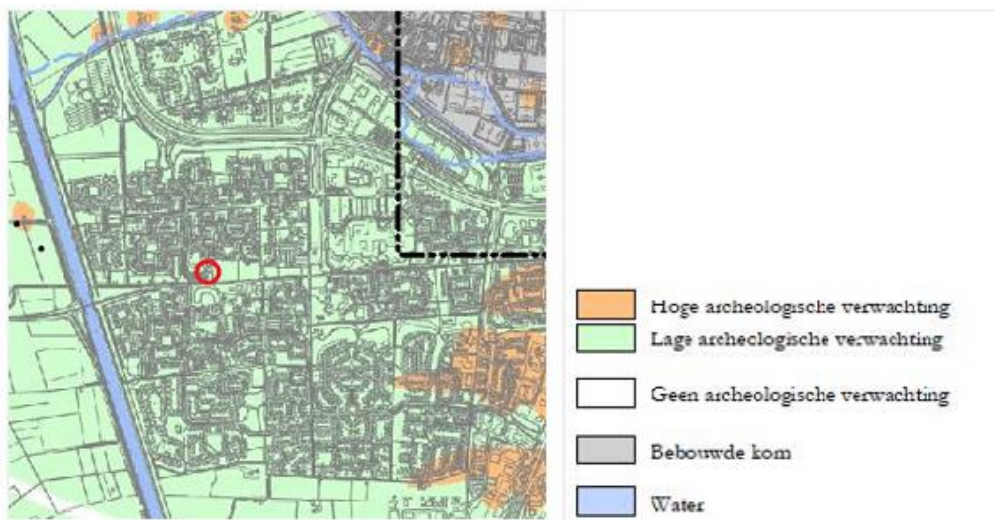 Hoge archeologische verwachting
Lage archeologische verwachting
Geen archeologische verwachting
Bebouwde kom
Water